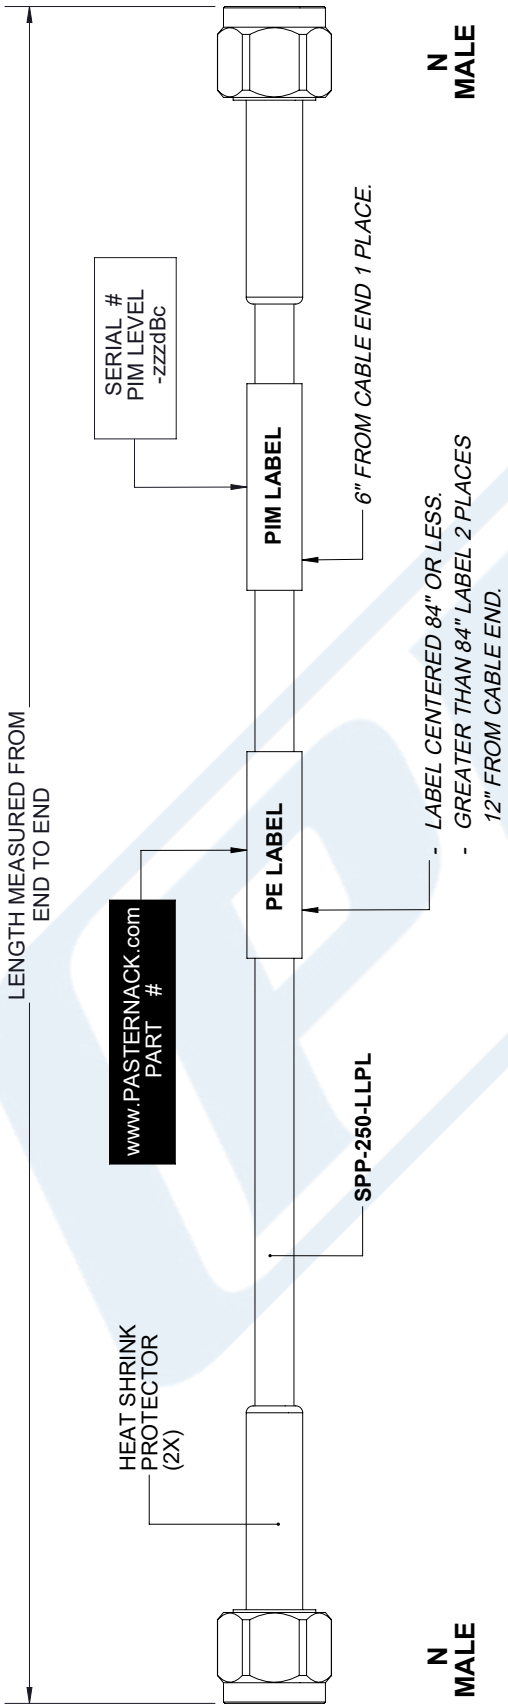 LENGTH MEASURED FROM
END TO END
HEAT SHRINK
PROTECTOR
(2X)
www.PASTERNACK.com
PART #
SERIAL #
PIM LEVEL
-zzzdBc
PE LABEL
PIM LABEL
SPP-250-LLPL
6" FROM CABLE END 1 PLACE.
- LABEL CENTERED 84" OR LESS.
- GREATER THAN 84" LABEL 2 PLACES
12" FROM CABLE END.
N
MALE
N
MALE